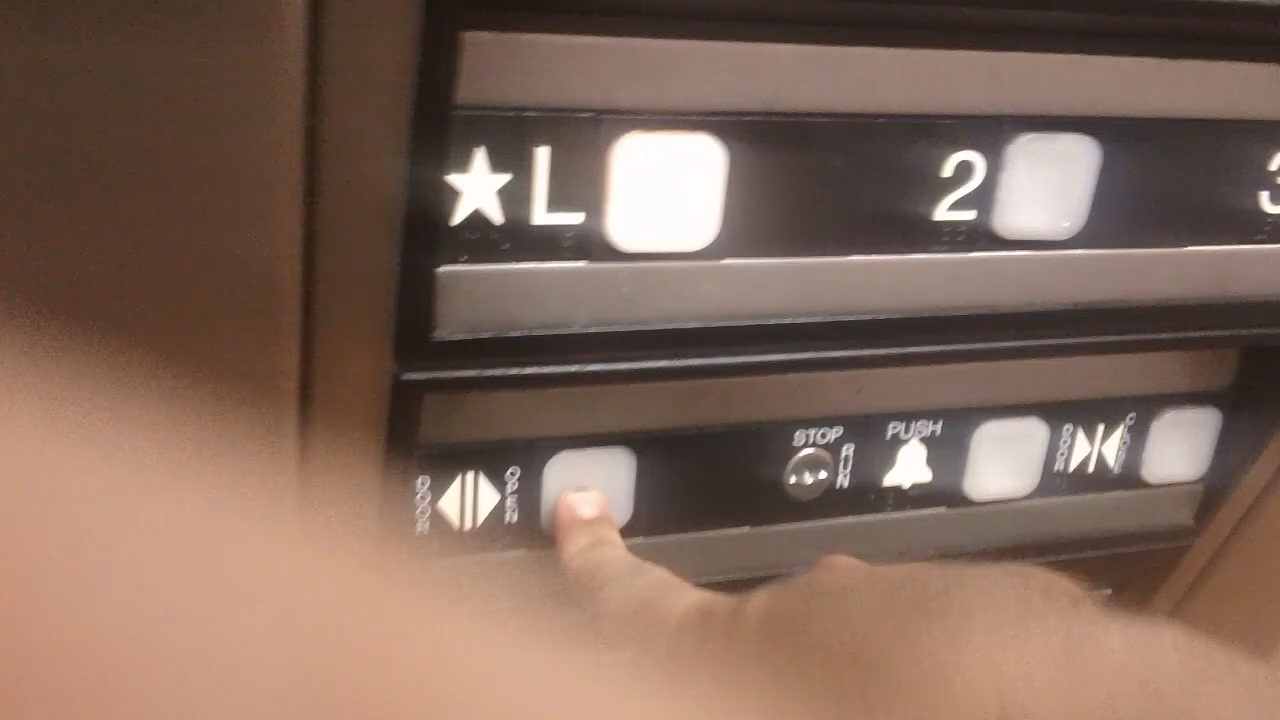 ★L 2 3
STOP PUSH
DOOR OPEN RUN DOOR CLOSE